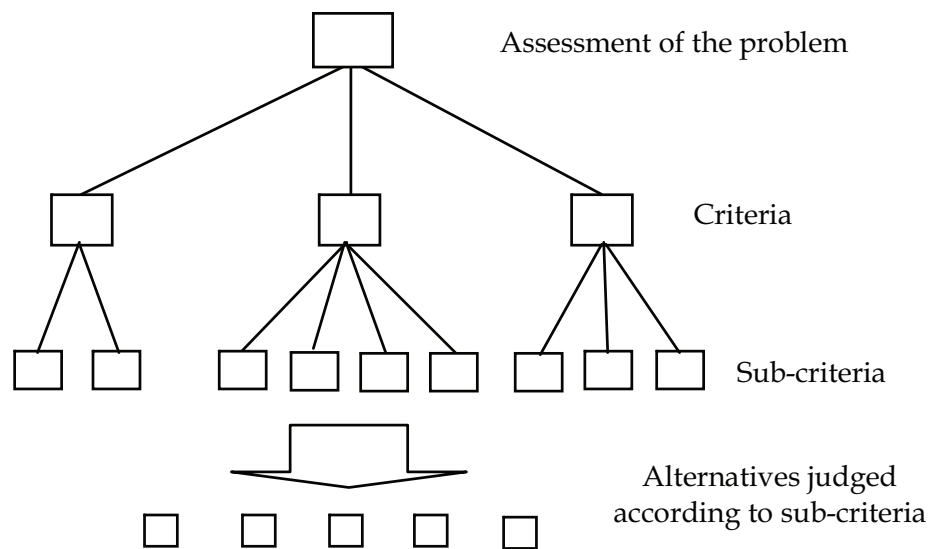 Assessment of the problem
Criteria
Sub-criteria
Alternatives judged
according to sub-criteria